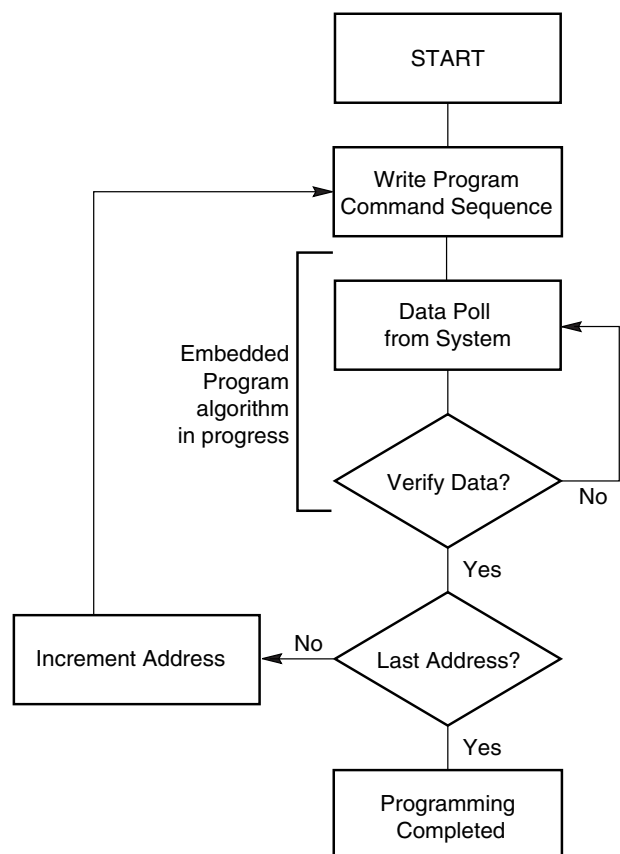 START
Write Program
Command Sequence
Data Poll
from System
Embedded
Program
algorithm
in progress
Verify Data?
No
Yes
Increment Address
No
Last Address?
Yes
Programming
Completed